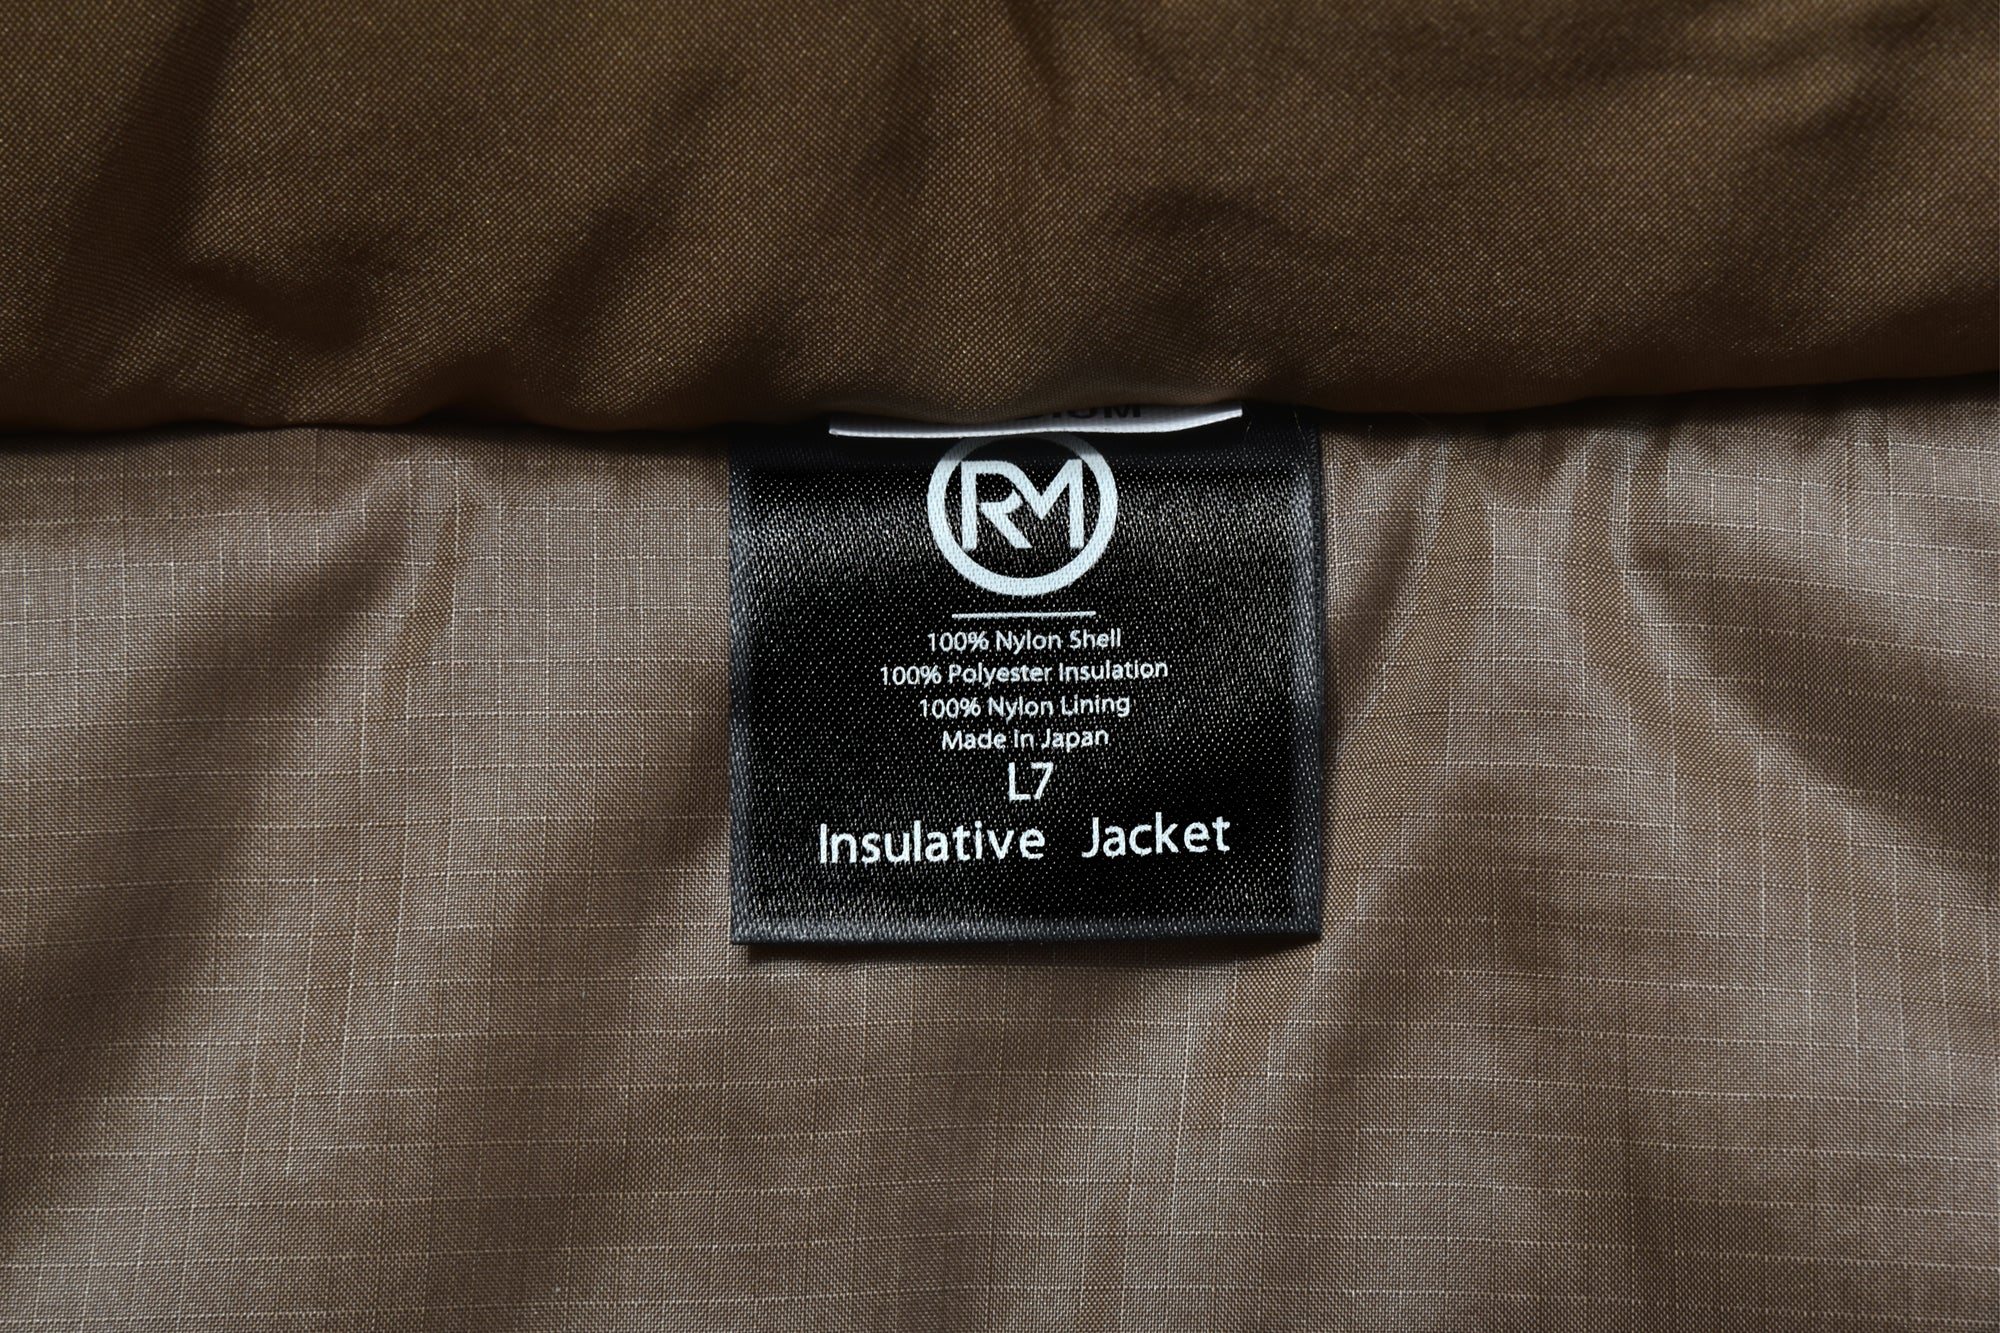 RM
100% Nylon Shell
100% Polyester Insulation
100% Nylon Lining
Made In Japan
L7
Insulative Jacket